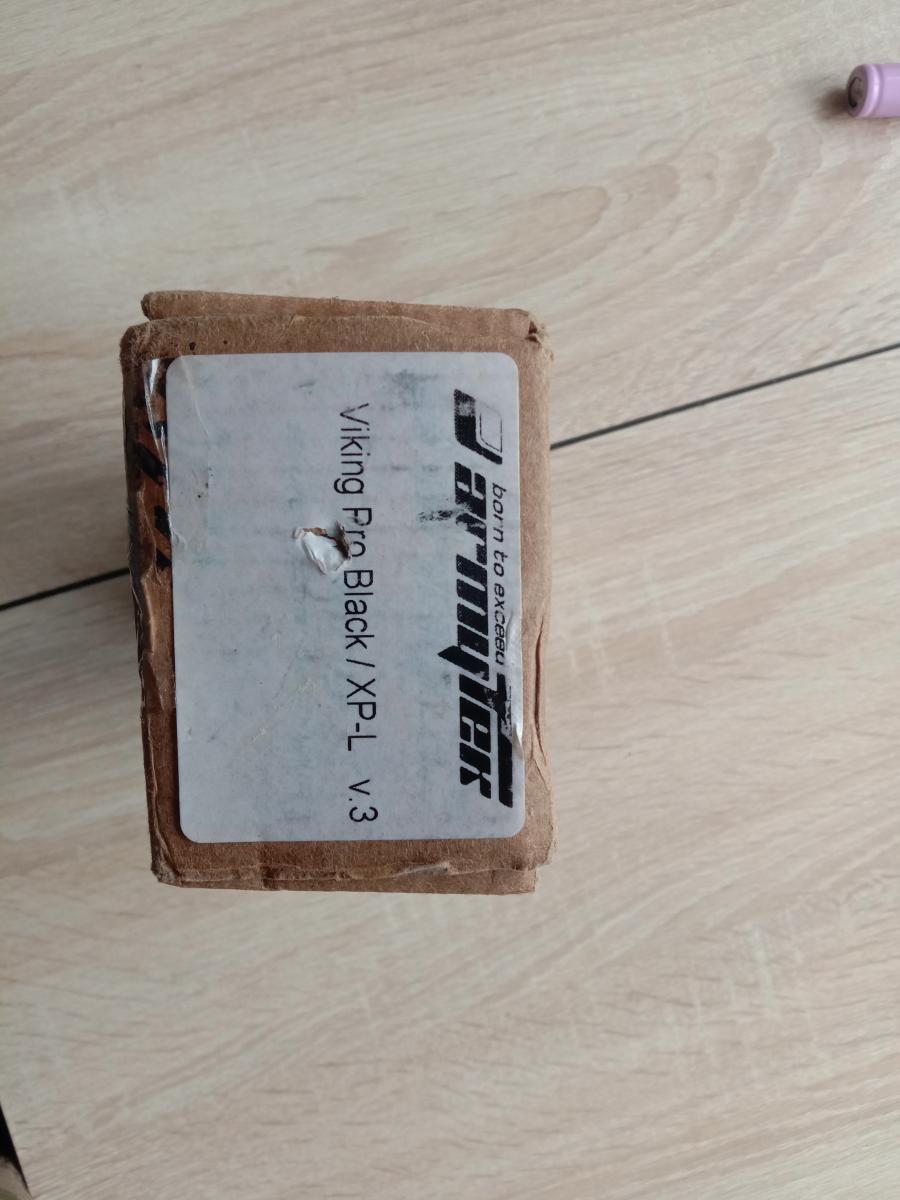 born to exceed
armytek
Viking Pro Black / XP-L v.3